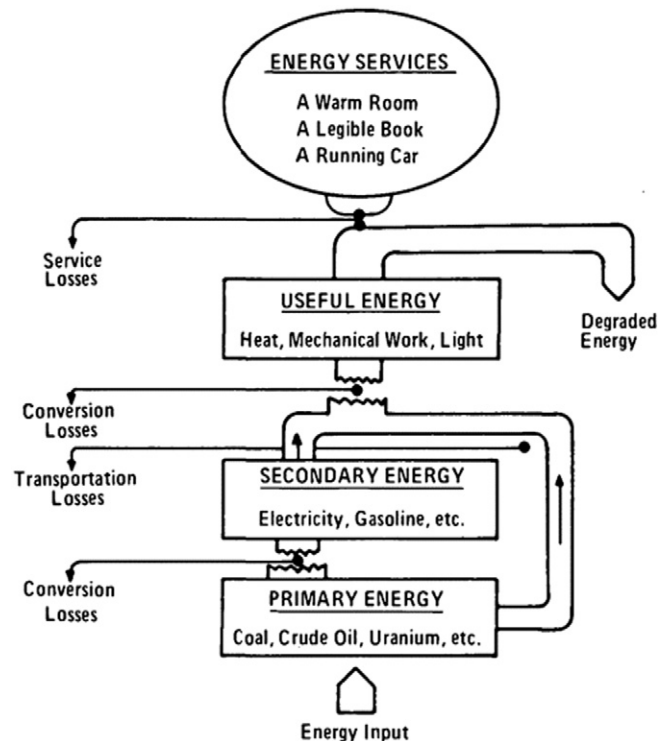 ENERGY SERVICES
A Warm Room
A Legible Book
A Running Car
Service
Losses
USEFUL ENERGY
Heat, Mechanical Work, Light
Degraded
Energy
Conversion
Losses
Transportation
Losses
SECONDARY ENERGY
Electricity, Gasoline, etc.
Conversion
Losses
PRIMARY ENERGY
Coal, Crude Oil, Uranium, etc.
Energy Input